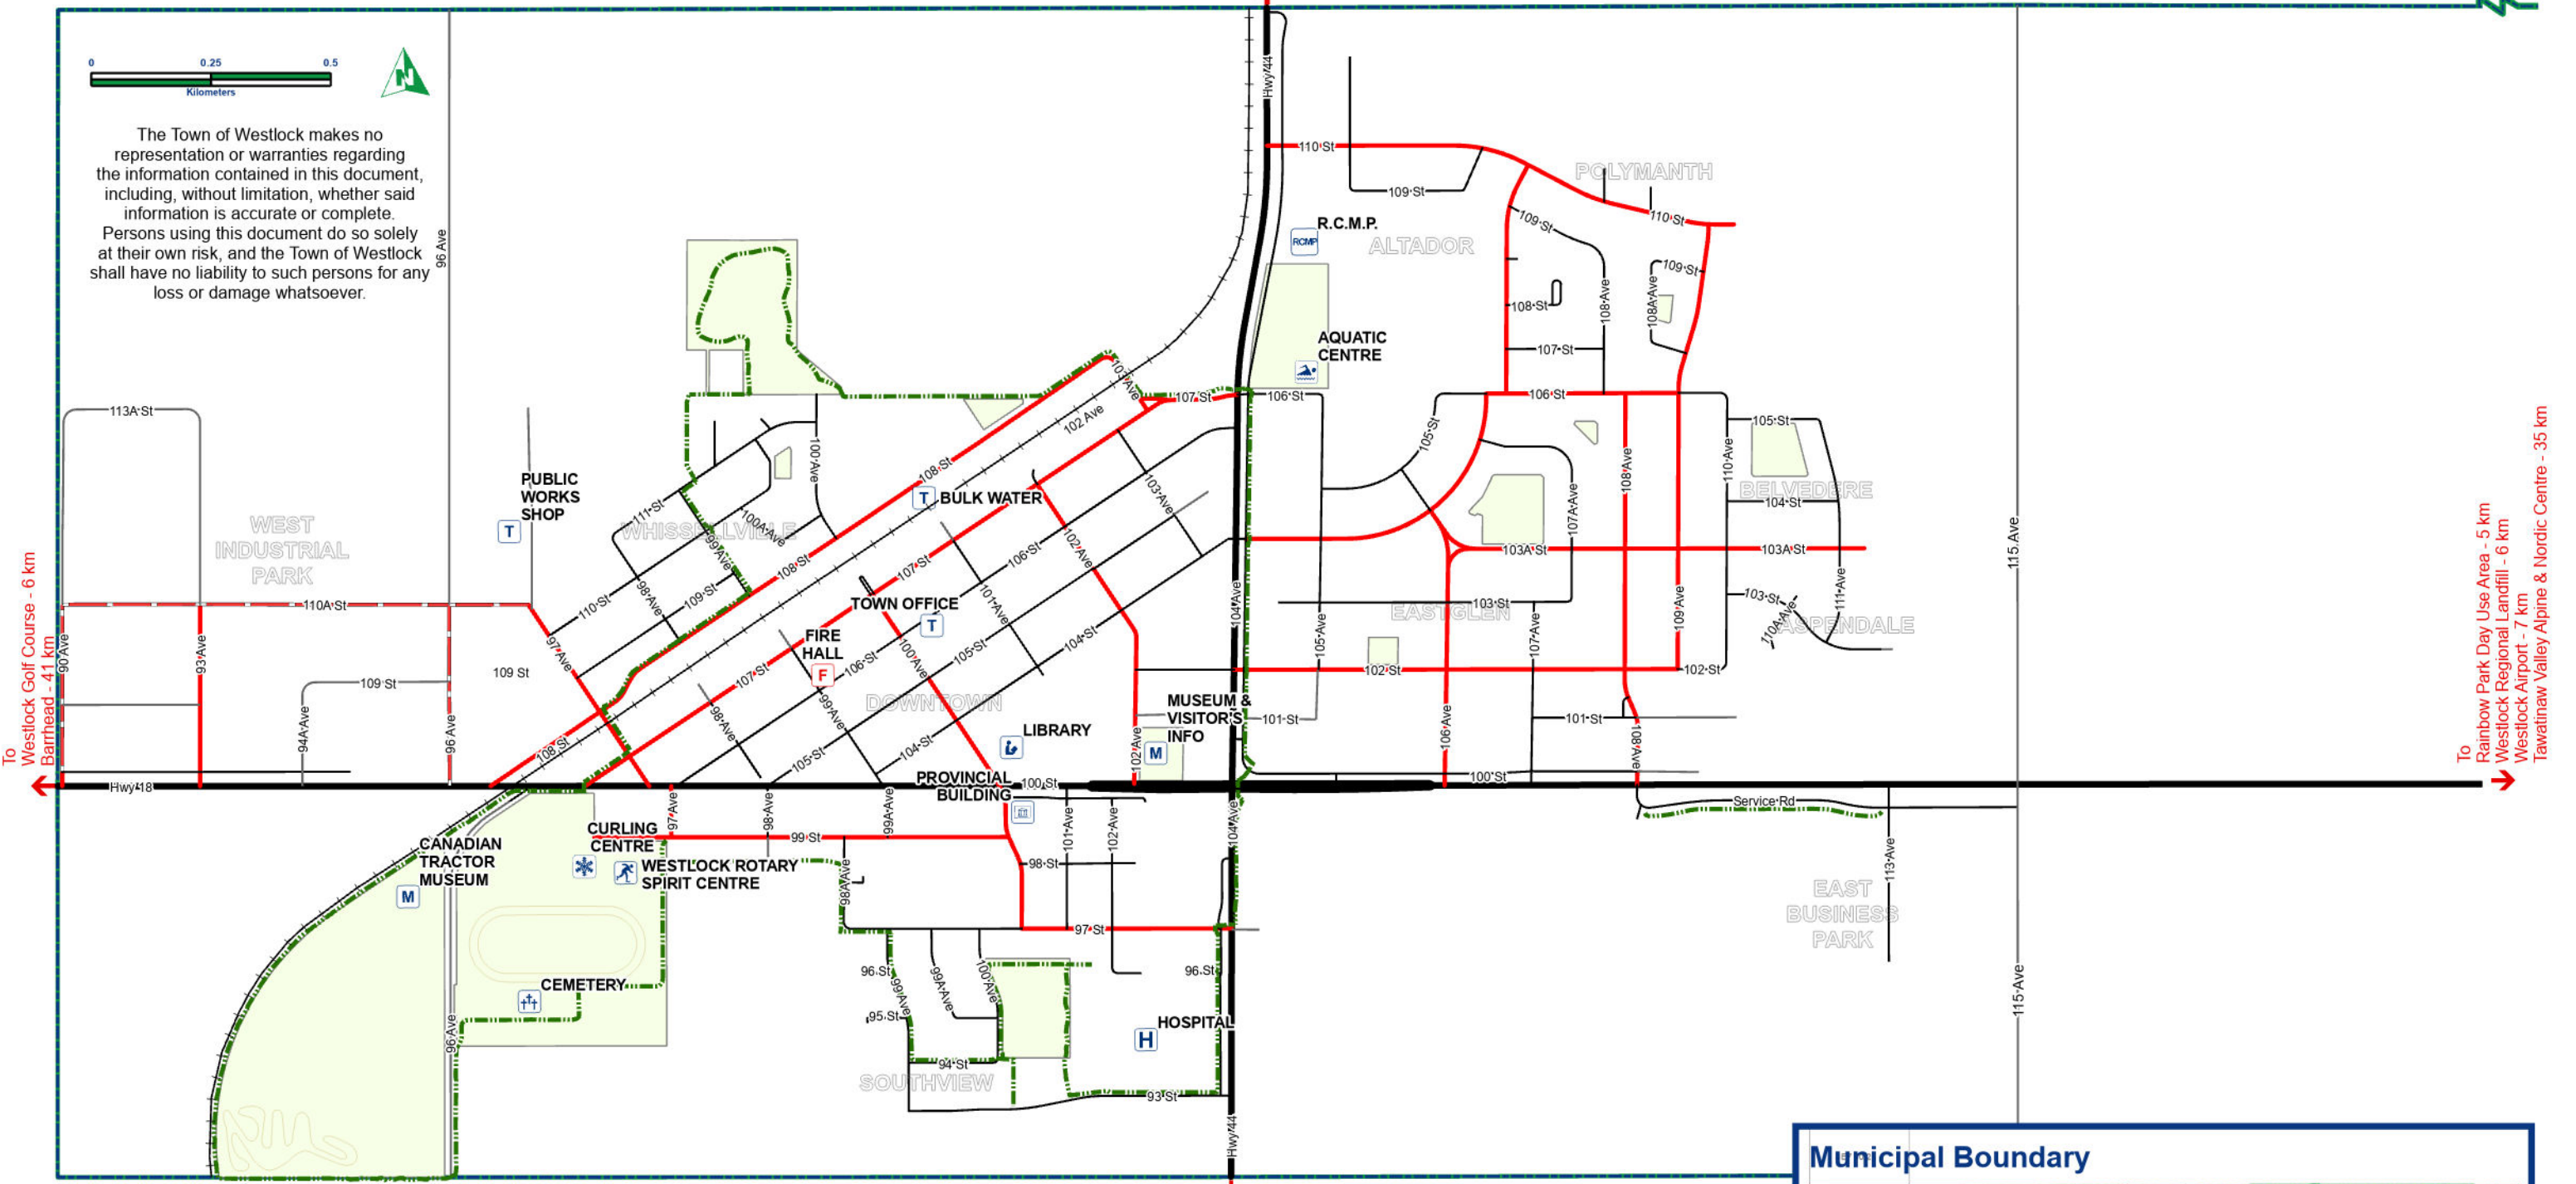 0 0.25 0.5
Kilometers
N
The Town of Westlock makes no
representation or warranties regarding
the information contained in this document,
including, without limitation, whether said
information is accurate or complete.
Persons using this document do so solely
at their own risk, and the Town of Westlock
shall have no liability to such persons for any
loss or damage whatsoever.
96 Ave
Hwy 44
110 St
109 St
POLYMANTH
110 St
R.C.M.P.
RCMP
ALTADOR
109 St
109 St
108 St
108 Ave
108A Ave
107 St
AQUATIC
CENTRE
103 Ave
107 St
106 St
106 St
113A St
102 Ave
100 Ave
105 St
105 St
110 Ave
108 Ave
BELVEDERE
104 St
PUBLIC
WORKS
SHOP
T
108 St
T
BULK WATER
103 Ave
111 St
WHISSELLVILLE
100A Ave
99 Ave
WEST
INDUSTRIAL
PARK
107A Ave
103A St
103A St
115 Ave
102 Ave
106 St
107 St
108 St
110 St
98 Ave
109 St
110A St
TOWN OFFICE
T
101 Ave
104 Ave
103 St
EASTGLEN
103 St
110A Ave
111 Ave
ASPENDALE
109 Ave
FIRE
HALL
F
106 St
100 Ave
105 St
104 St
105 Ave
107 Ave
90 Ave
93 Ave
97 Ave
109 St
109 St
107 St
102 St
102 St
DOWNTOWN
98 Ave
99 Ave
94 Ave
96 Ave
108 St
105 St
104 St
LIBRARY
MUSEUM &
VISITOR'S
INFO
M
101 St
101 St
102 Ave
106 Ave
108 Ave
PROVINCIAL
BUILDING
100 St
100 St
Hwy 18
Service Rd
97 Ave
98 Ave
99A Ave
101 Ave
102 Ave
104 Ave
CURLING
CENTRE
99 St
CANADIAN
TRACTOR
MUSEUM
M
WESTLOCK ROTARY
SPIRIT CENTRE
98A Ave
98 St
113 Ave
EAST
BUSINESS
PARK
97 St
96 St
99 Ave
99A Ave
100 Ave
96 St
CEMETERY
95 St
96 Ave
HOSPITAL
H
115 Ave
94 St
SOUTHVIEW
93 St
Hwy 44
To
Westlock Golf Course - 6 km
Barrhead - 41 km
To
Rainbow Park Day Use Area - 5 km
Westlock Regional Landfill - 6 km
Westlock Airport - 7 km
Tawatinaw Valley Alpine & Nordic Centre - 35 km
Municipal Boundary